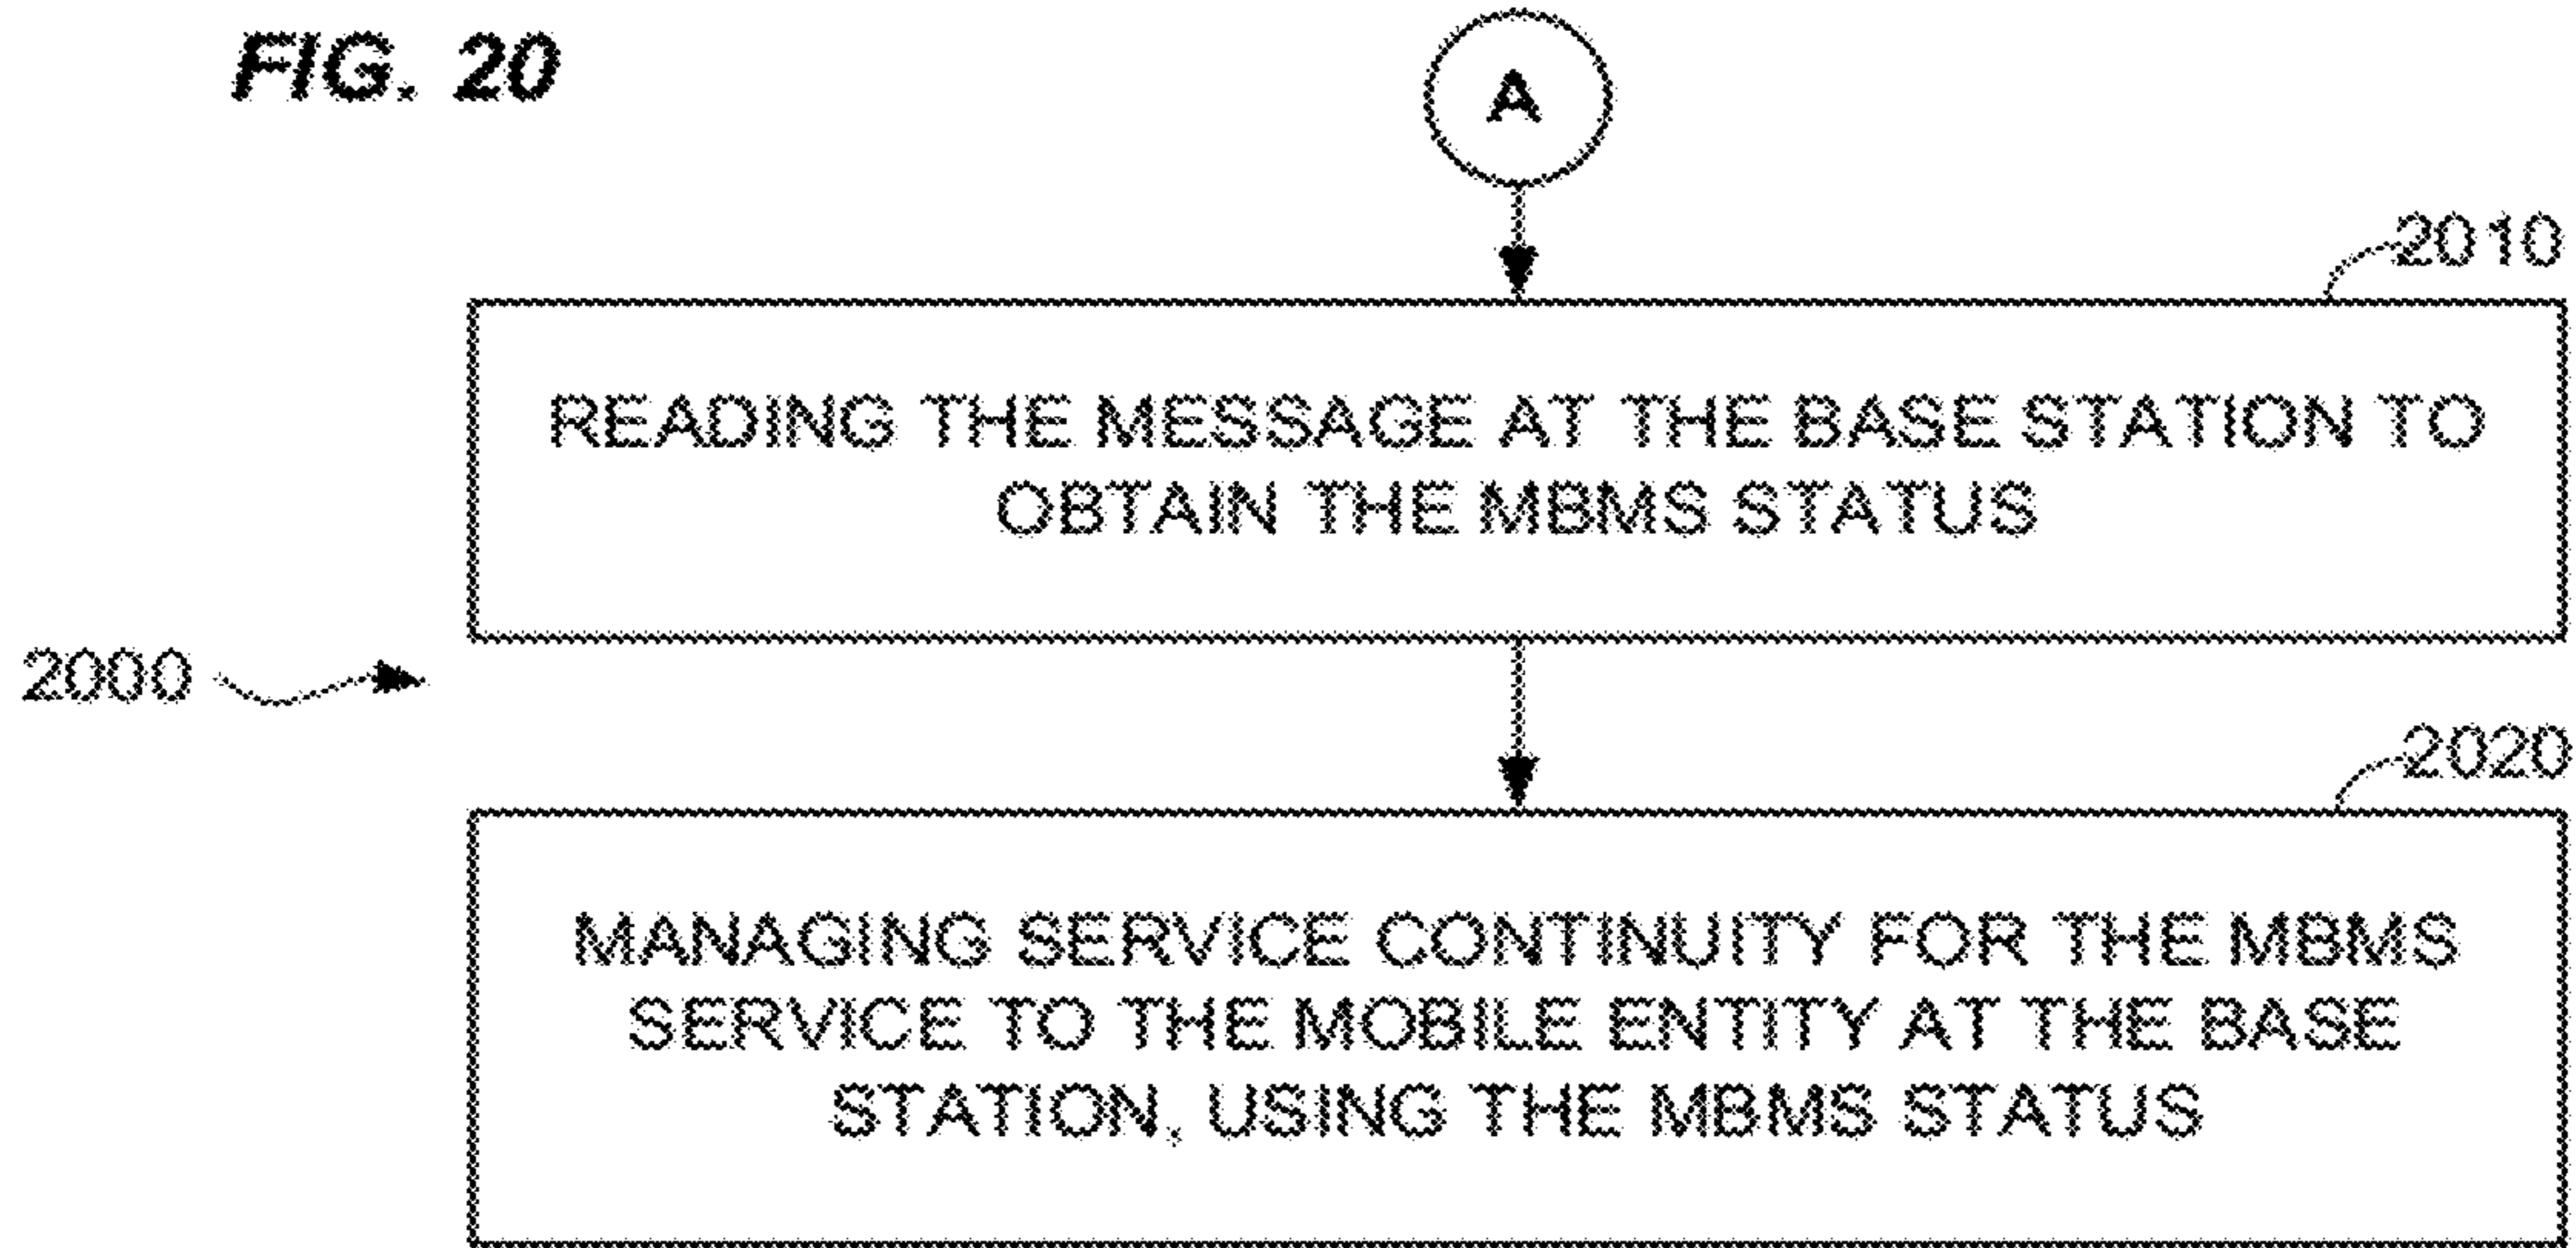 FIG. 20
A
2010
READING THE MESSAGE AT THE BASE STATION TO
OBTAIN THE MBMS STATUS
2000
2020
MANAGING SERVICE CONTINUITY FOR THE MBMS
SERVICE TO THE MOBILE ENTITY AT THE BASE
STATION, USING THE MBMS STATUS